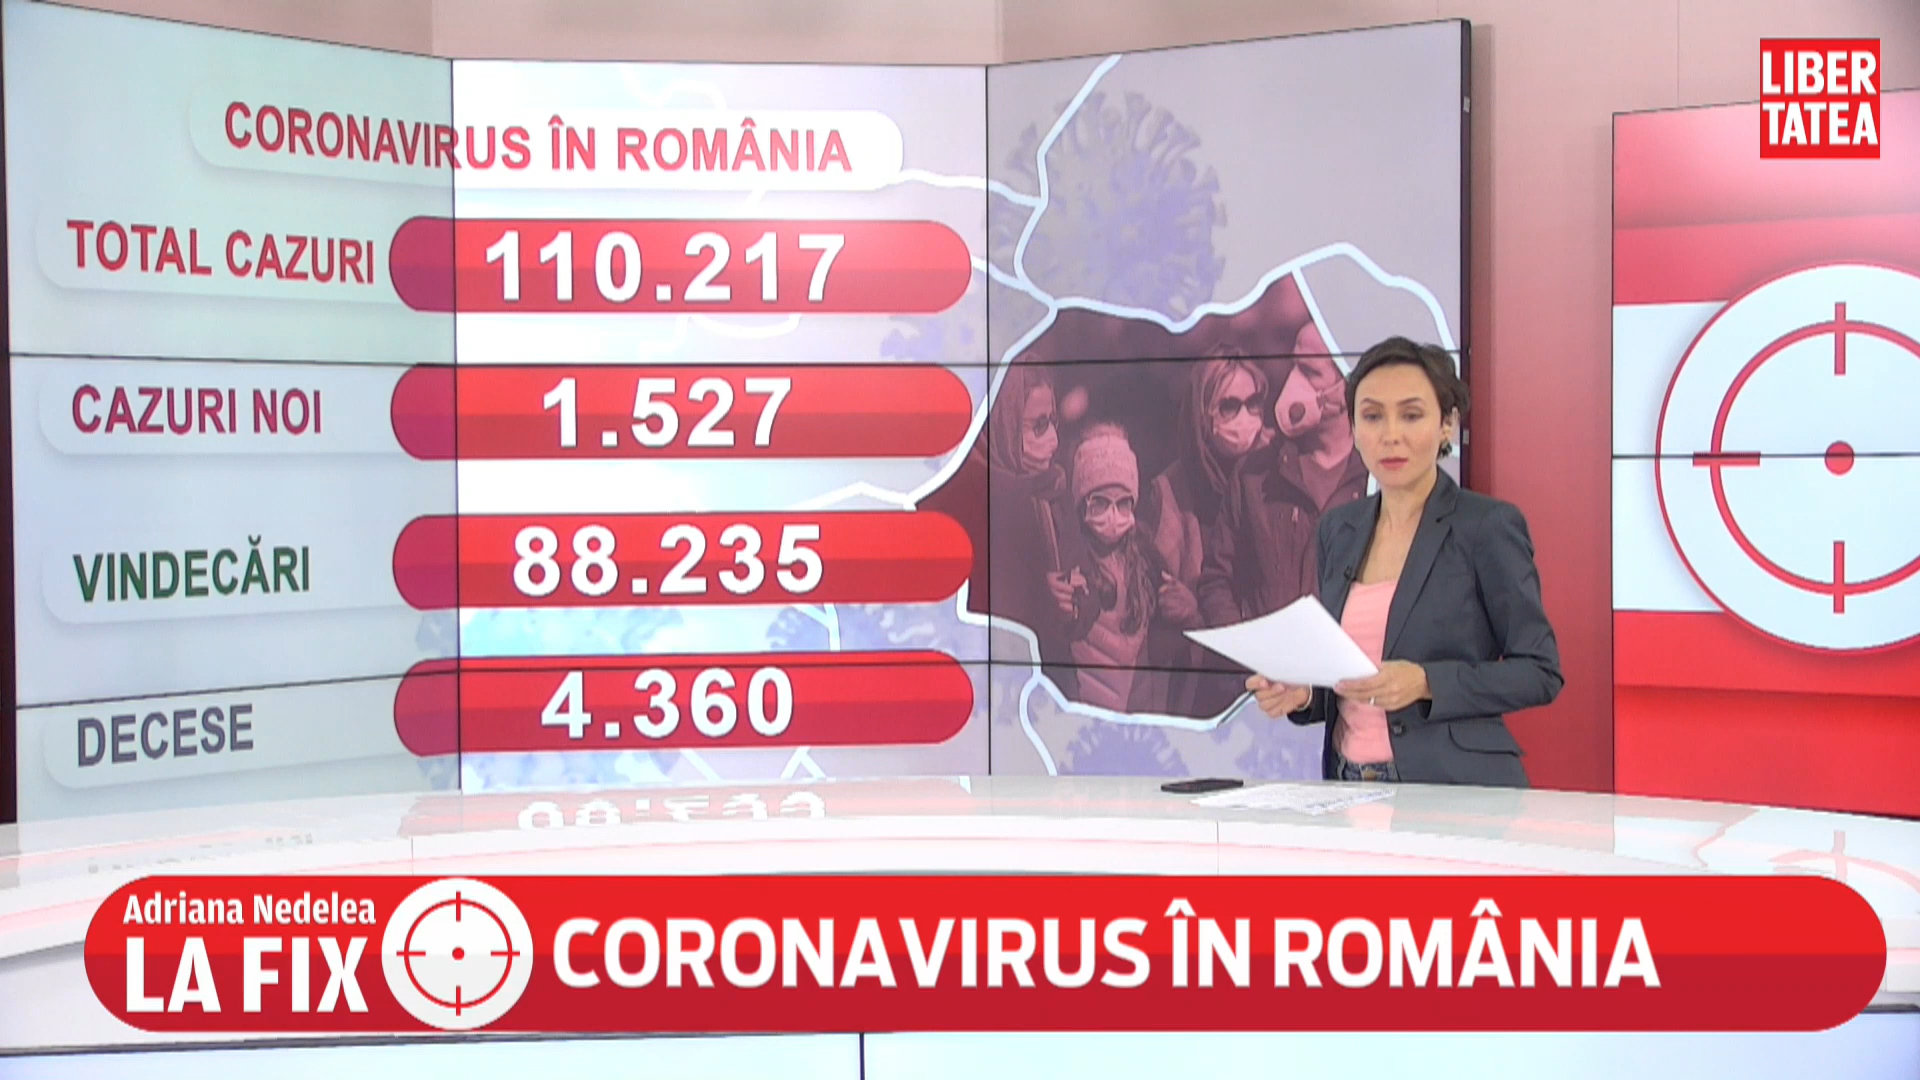 LIBER
TATEA
CORONAVIRUS ÎN ROMÂNIA
TOTAL CAZURI 110.217
CAZURI NOI 1.527
VINDECĂRI 88.235
DECESE 4.360
Adriana Nedelea
LA FIX
CORONAVIRUS ÎN ROMÂNIA